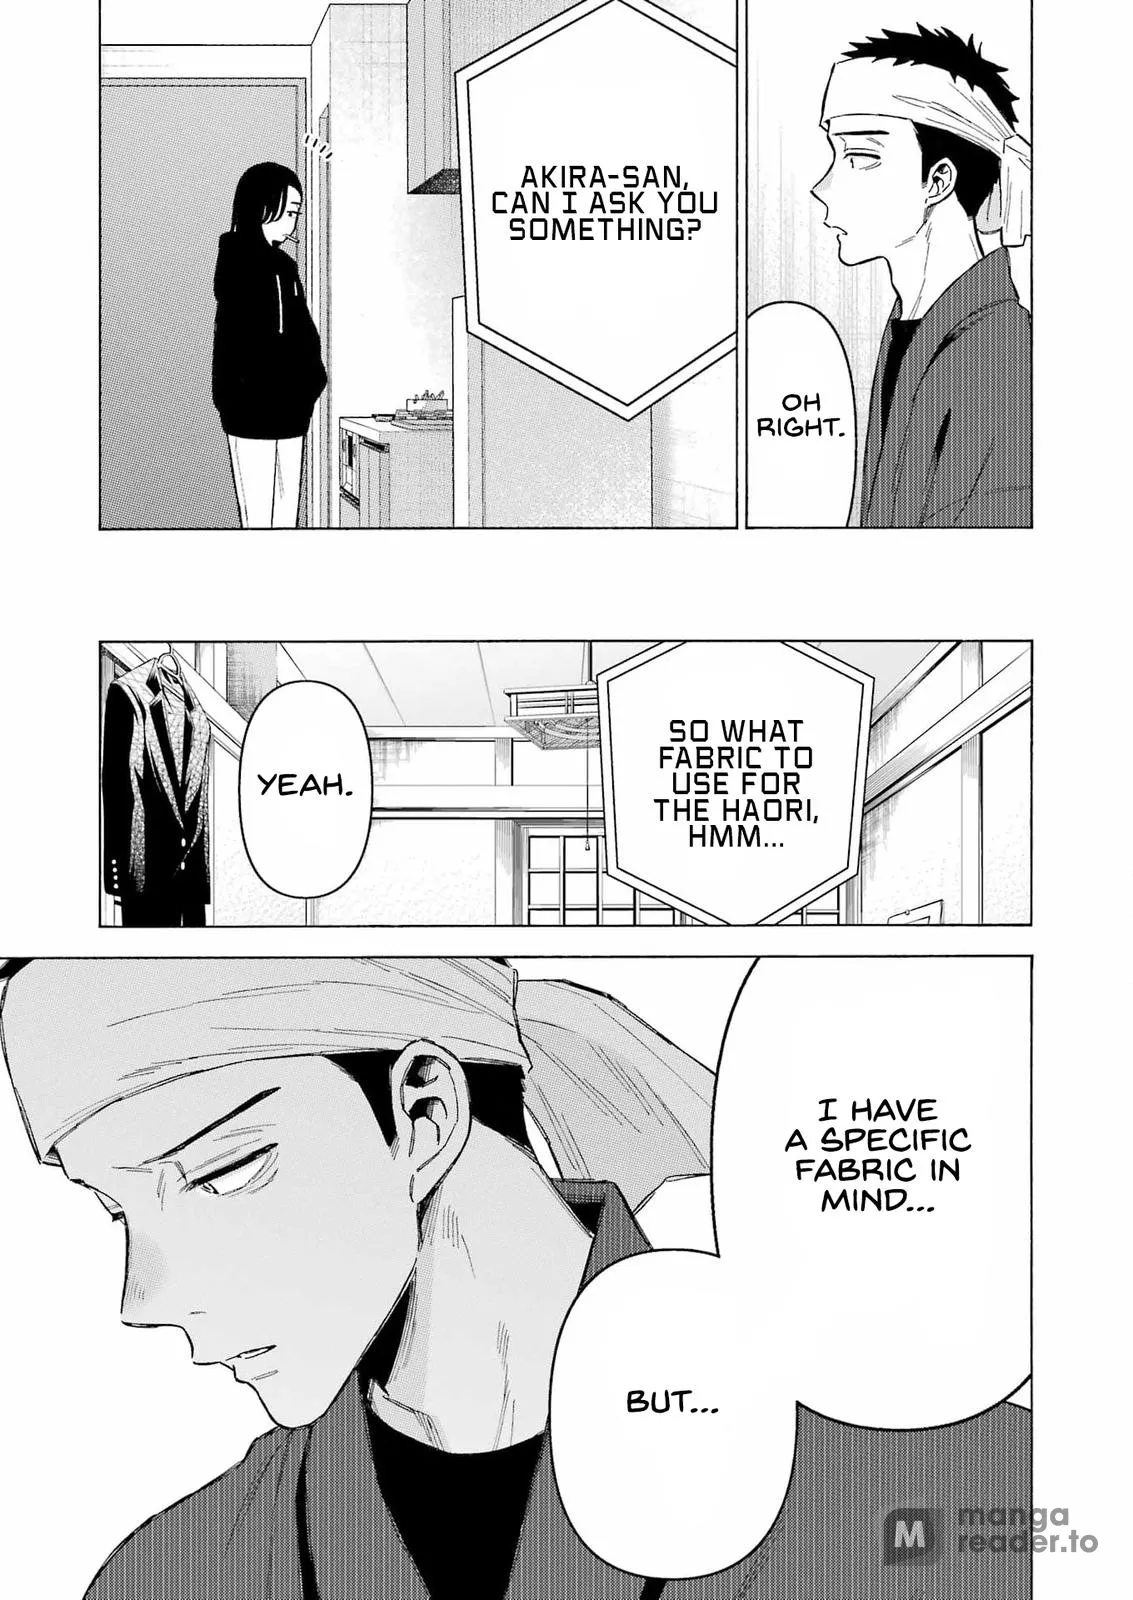 OH
RIGHT.
AKIRA-SAN,
CAN I ASK YOU
SOMETHING?
SO WHAT
FABRIC TO
USE FOR
THE HAORI,
HMM...
YEAH.
I HAVE
A SPECIFIC
FABRIC IN
MIND...
BUT...
M manga
reader.to